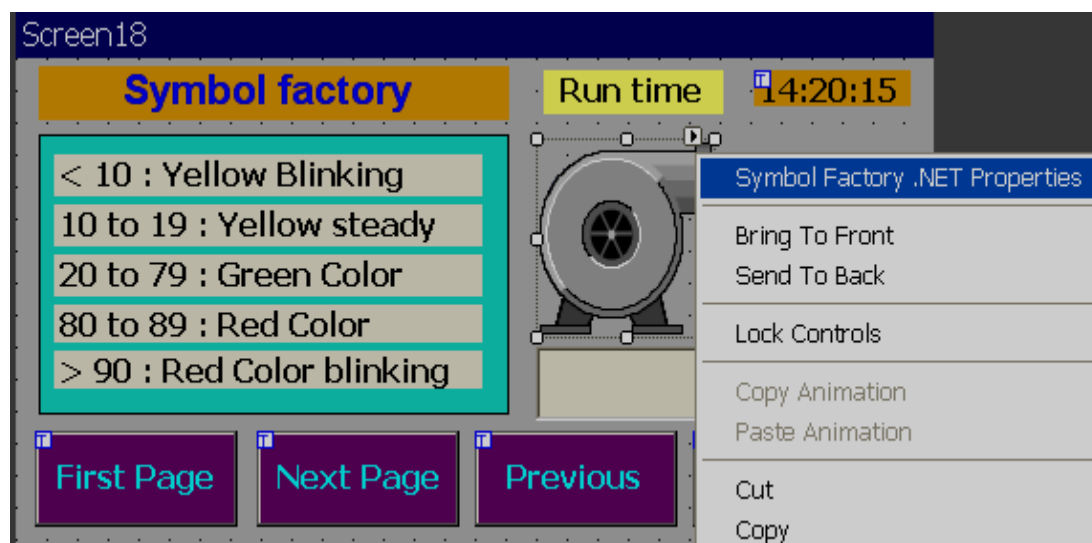 Screen18
Symbol factory
Run time
T
14:20:15
< 10 : Yellow Blinking
10 to 19 : Yellow steady
20 to 79 : Green Color
80 to 89 : Red Color
> 90 : Red Color blinking
Symbol Factory .NET Properties
Bring To Front
Send To Back
Lock Controls
Copy Animation
Paste Animation
Cut
Copy
T
First Page
T
Next Page
T
Previous